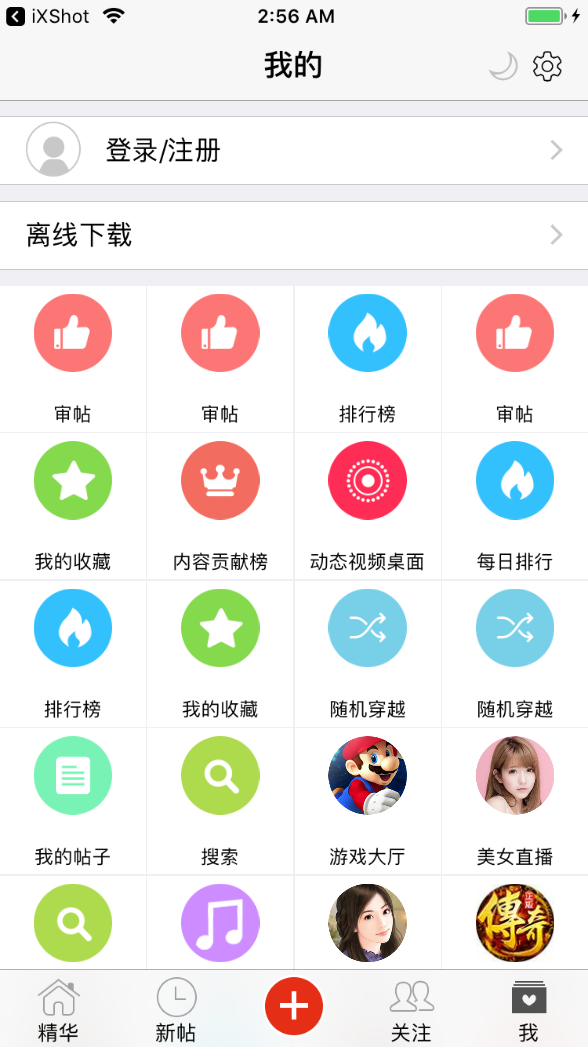 iXShot
2:56 AM
我的
登录/注册
离线下载
审帖
审帖
排行榜
审帖
我的收藏
内容贡献榜
动态视频桌面
每日排行
排行榜
我的收藏
随机穿越
随机穿越
我的帖子
搜索
游戏大厅
美女直播
正版
傳奇
精华
新帖
关注
我